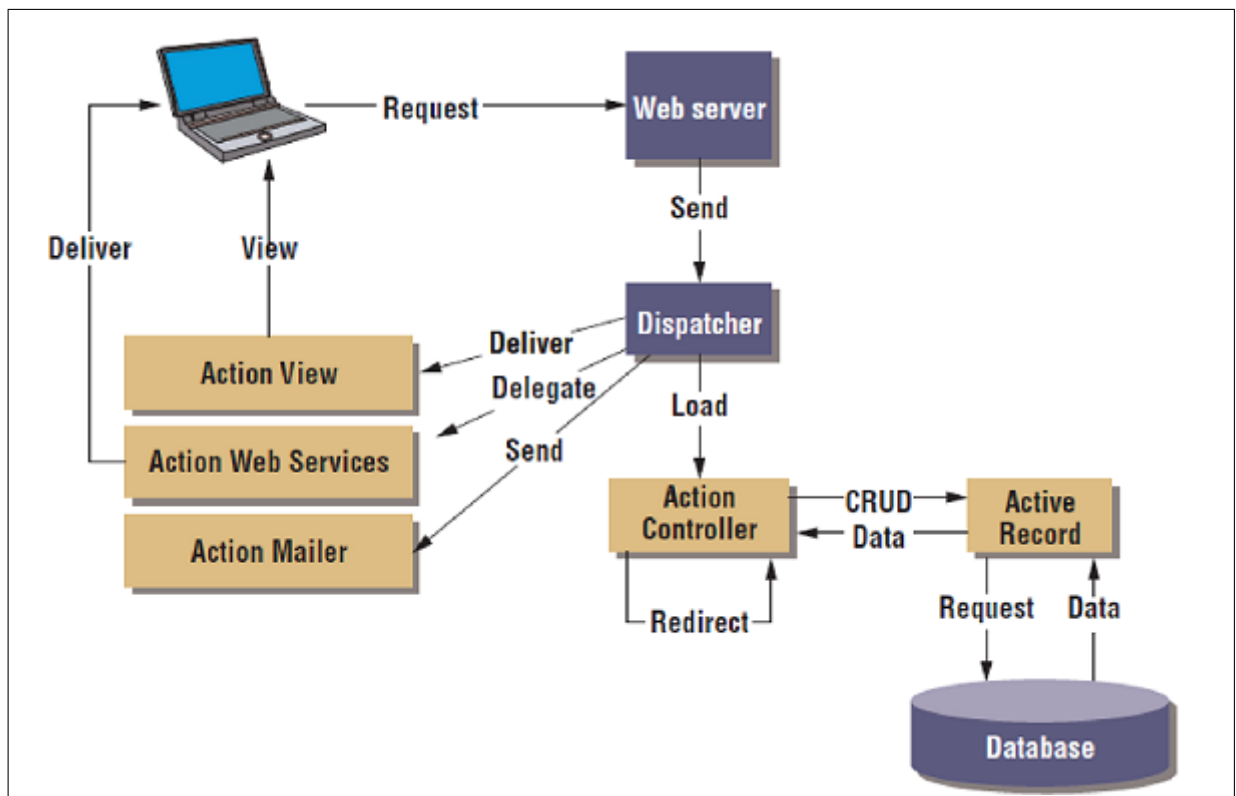 Request
Web server
Send
Deliver
View
Dispatcher
Deliver
Action View
Delegate
Load
Action Web Services
Send
Action
Controller
CRUD
Data
Active
Record
Action Mailer
Redirect
Request
Data
Database